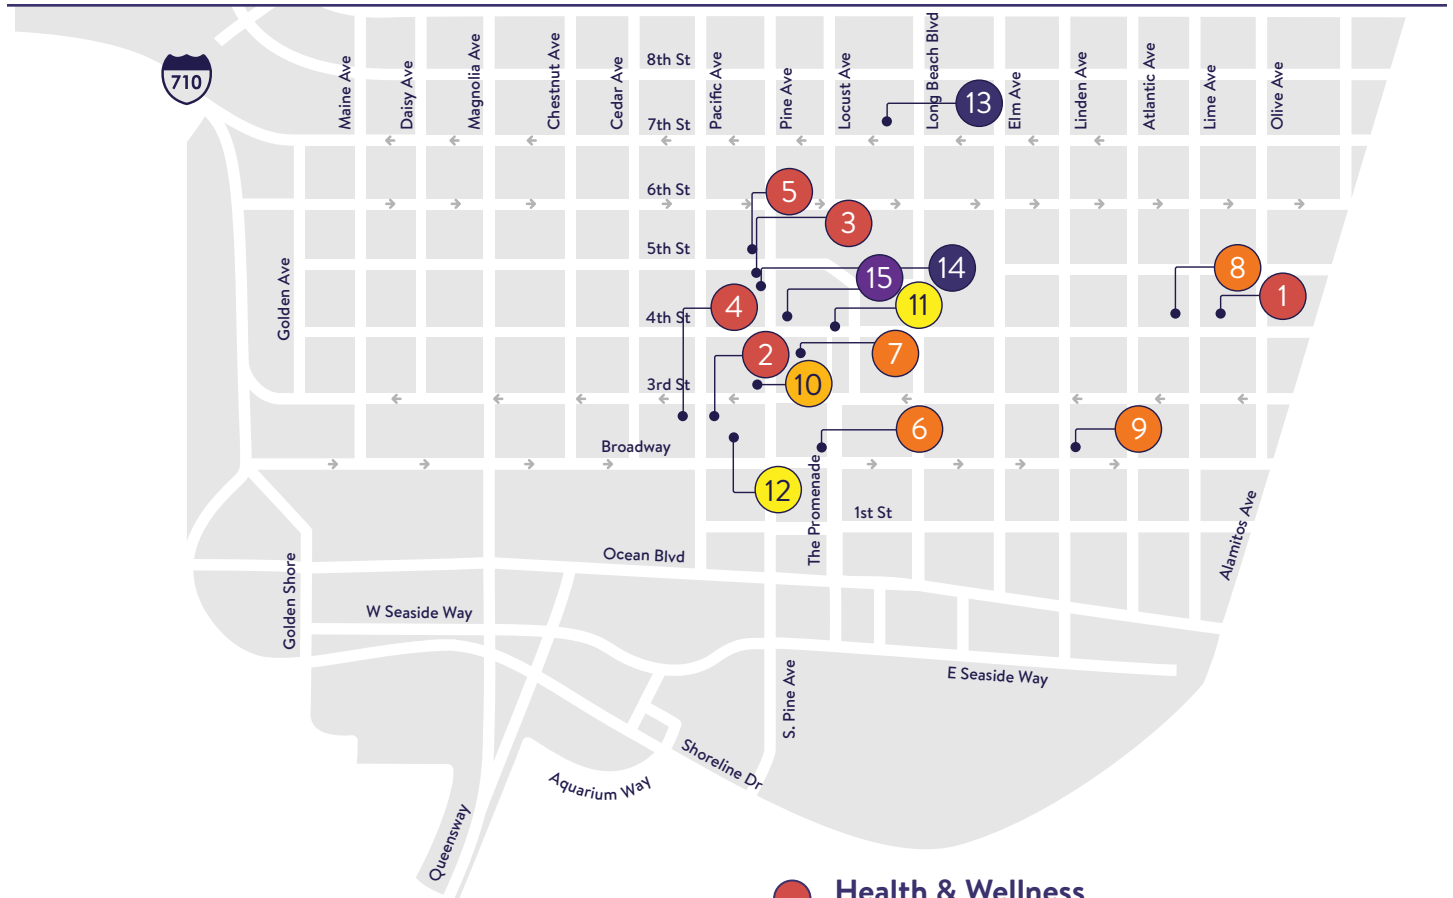 710
Maine Ave
Daisy Ave
Magnolia Ave
Chestnut Ave
Cedar Ave
Pacific Ave
Pine Ave
Locust Ave
Long Beach Blvd
Elm Ave
Linden Ave
Atlantic Ave
Lime Ave
Olive Ave
8th St
7th St
13
6th St
5
3
5th St
14
15
8
1
11
4
4th St
Golden Ave
2
7
10
3rd St
6
9
Broadway
12
The Promenade
1st St
Alamitos Ave
Ocean Blvd
Golden Shore
W Seaside Way
E Seaside Way
S. Pine Ave
Shoreline Dr
Aquarium Way
Queensway
Health & Wellness